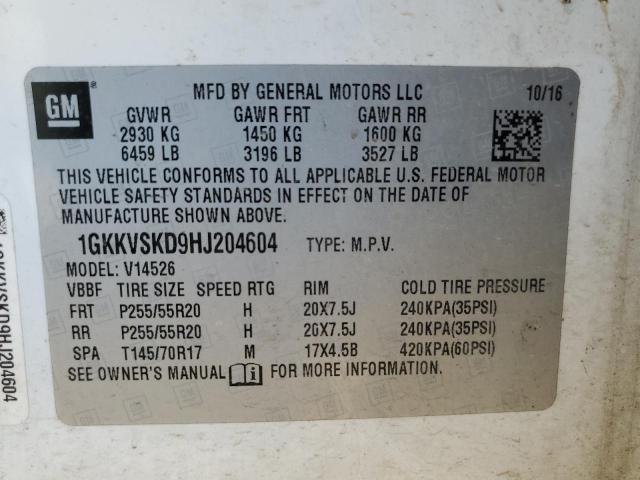 GM
MFD BY GENERAL MOTORS LLC 10/16
GVWR GAWR FRT GAWR RR
2930 KG 1450 KG 1600 KG
6459 LB 3196 LB 3527 LB
THIS VEHICLE CONFORMS TO ALL APPLICABLE U.S. FEDERAL MOTOR
VEHICLE SAFETY STANDARDS IN EFFECT ON THE DATE OF
MANUFACTURE SHOWN ABOVE.
1GKKVSKD9HJ204604 TYPE: M.P.V.
MODEL: V14526
VBBF TIRE SIZE SPEED RTG RIM COLD TIRE PRESSURE
FRT P255/55R20 H 20X7.5J 240KPA(35PSI)
RR P255/55R20 H 20X7.5J 240KPA(35PSI)
SPA T145/70R17 M 17X4.5B 420KPA(60PSI)
SEE OWNER'S MANUAL FOR MORE INFORMATION.
1GKKVSKD9HJ204604